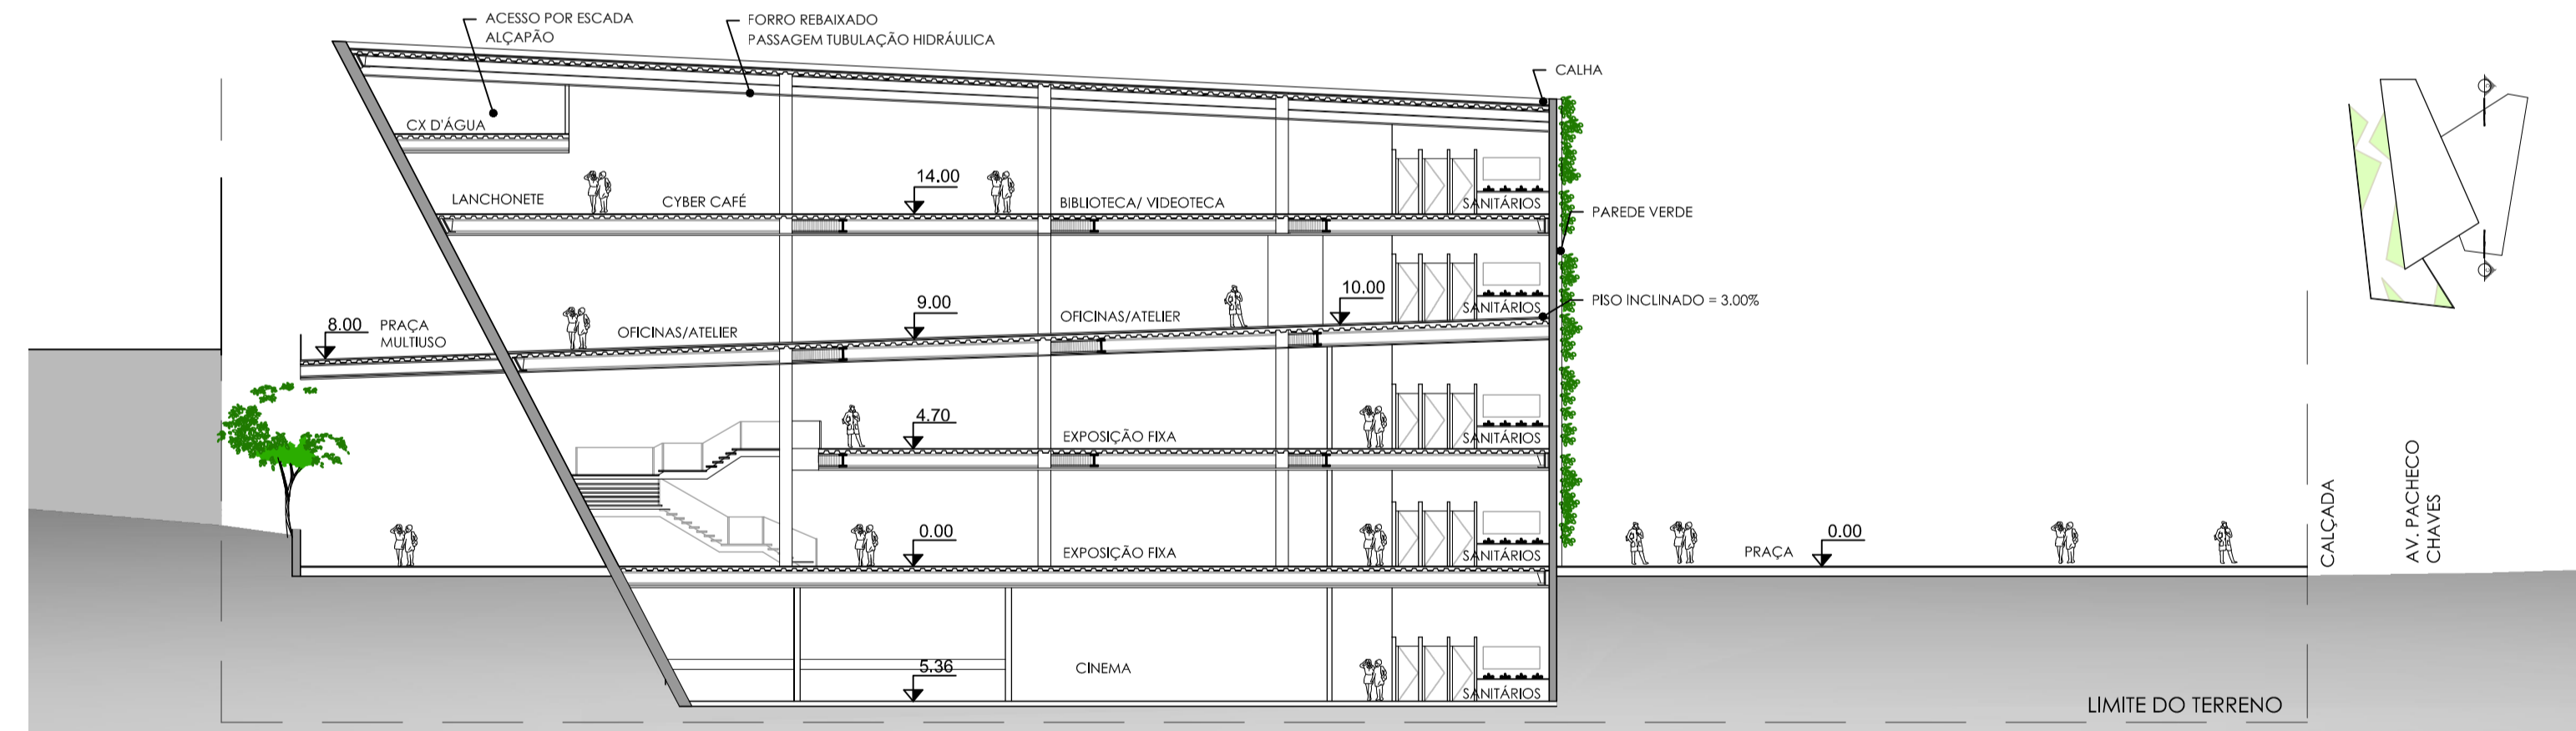 ACESSO POR ESCADA
ALÇAPÃO
FORRO REBAIXADO
PASSAGEM TUBULAÇÃO HIDRÁULICA
CALHA
CX D'ÁGUA
LANCHONETE
CYBER CAFÉ
14.00
BIBLIOTECA/ VIDEOTECA
SANITÁRIOS
PAREDE VERDE
8.00
PRAÇA
MULTIUSO
OFICINAS/ATELIER
9.00
OFICINAS/ATELIER
10.00
SANITÁRIOS
PISO INCLINADO = 3.00%
4.70
EXPOSIÇÃO FIXA
SANITÁRIOS
0.00
EXPOSIÇÃO FIXA
SANITÁRIOS
PRAÇA
0.00
CALÇADA
AV. PACHECO
CHAVES
5.36
CINEMA
SANITÁRIOS
LIMITE DO TERRENO